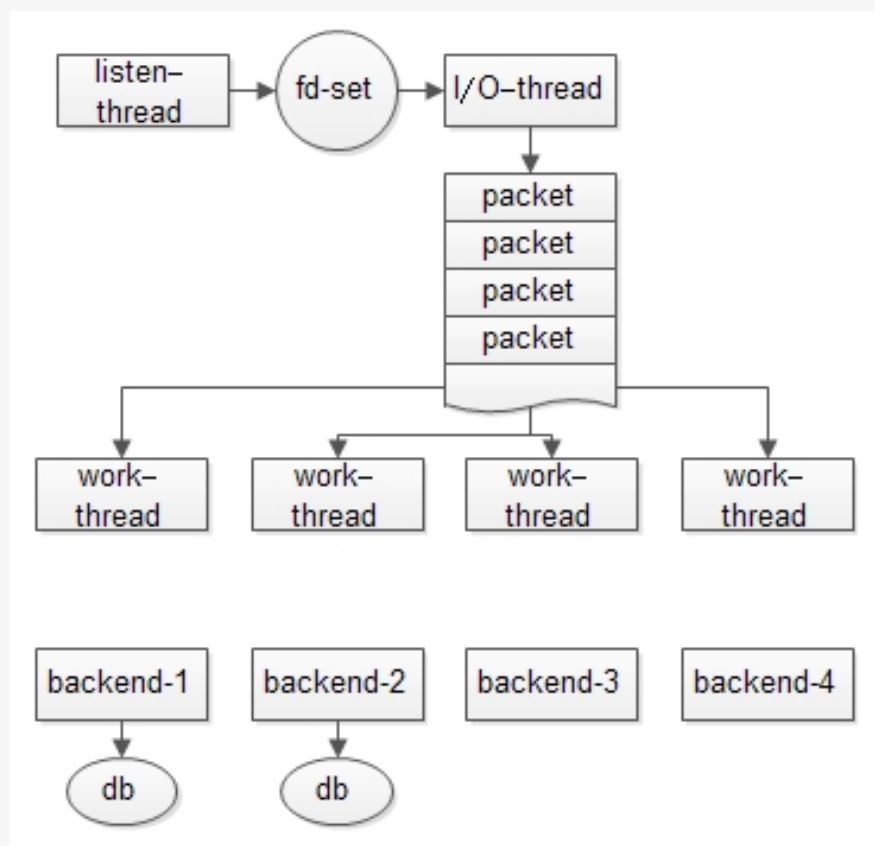 listen–
thread
fd-set
I/O–thread
packet
packet
packet
packet
work–
thread
work–
thread
work–
thread
work–
thread
backend-1
backend-2
backend-3
backend-4
db
db